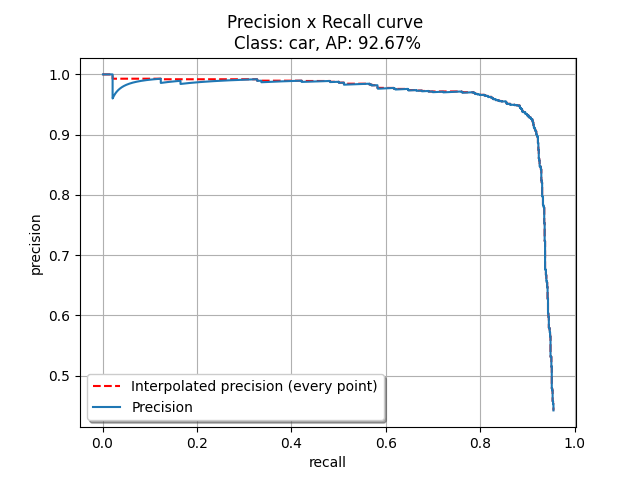 Precision x Recall curve
Class: car, AP: 92.67%
precision
1.0
0.9
0.8
0.7
0.6
0.5
Interpolated precision (every point)
Precision
0.0 0.2 0.4 0.6 0.8 1.0
recall